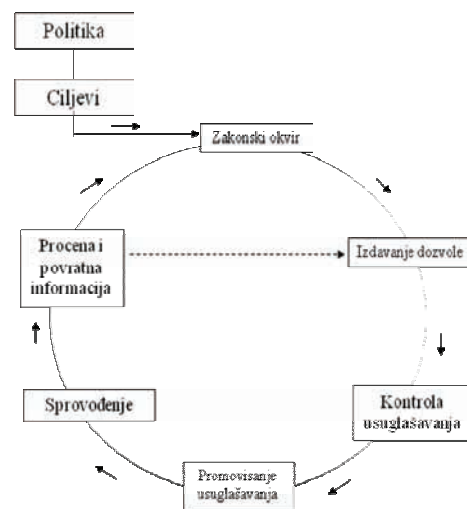 Politika
Ciljevi
Zakonski okvir
Izdavanje dozvole
Kontrola
usuglašavanja
Promovisanje
usuglašavanja
Sprovođenje
Procena i
povratna
informacija